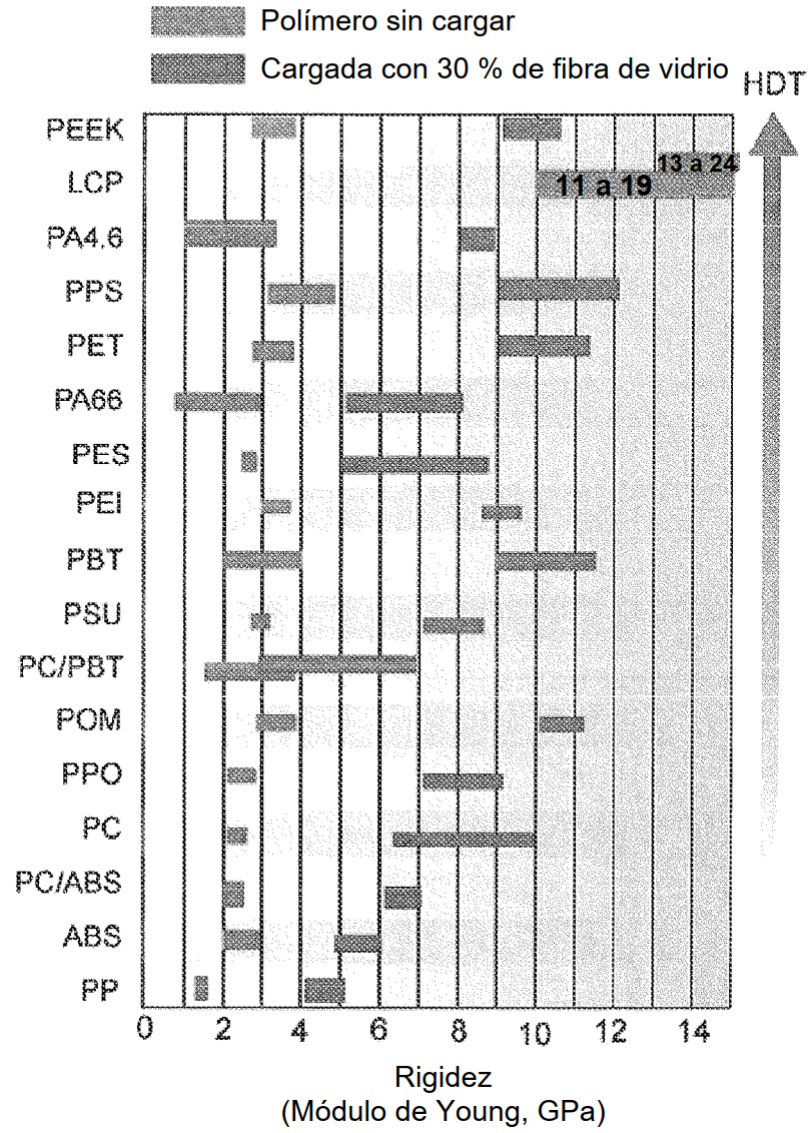 Polímero sin cargar
Cargada con 30 % de fibra de vidrio
HDT
PEEK
LCP
13 a 24
11 a 19
PA4.6
PPS
PET
PA66
PES
PEI
PBT
PSU
PC/PBT
POM
PPO
PC
PC/ABS
ABS
PP
0 2 4 6 8 10 12 14
Rigidez
(Módulo de Young, GPa)